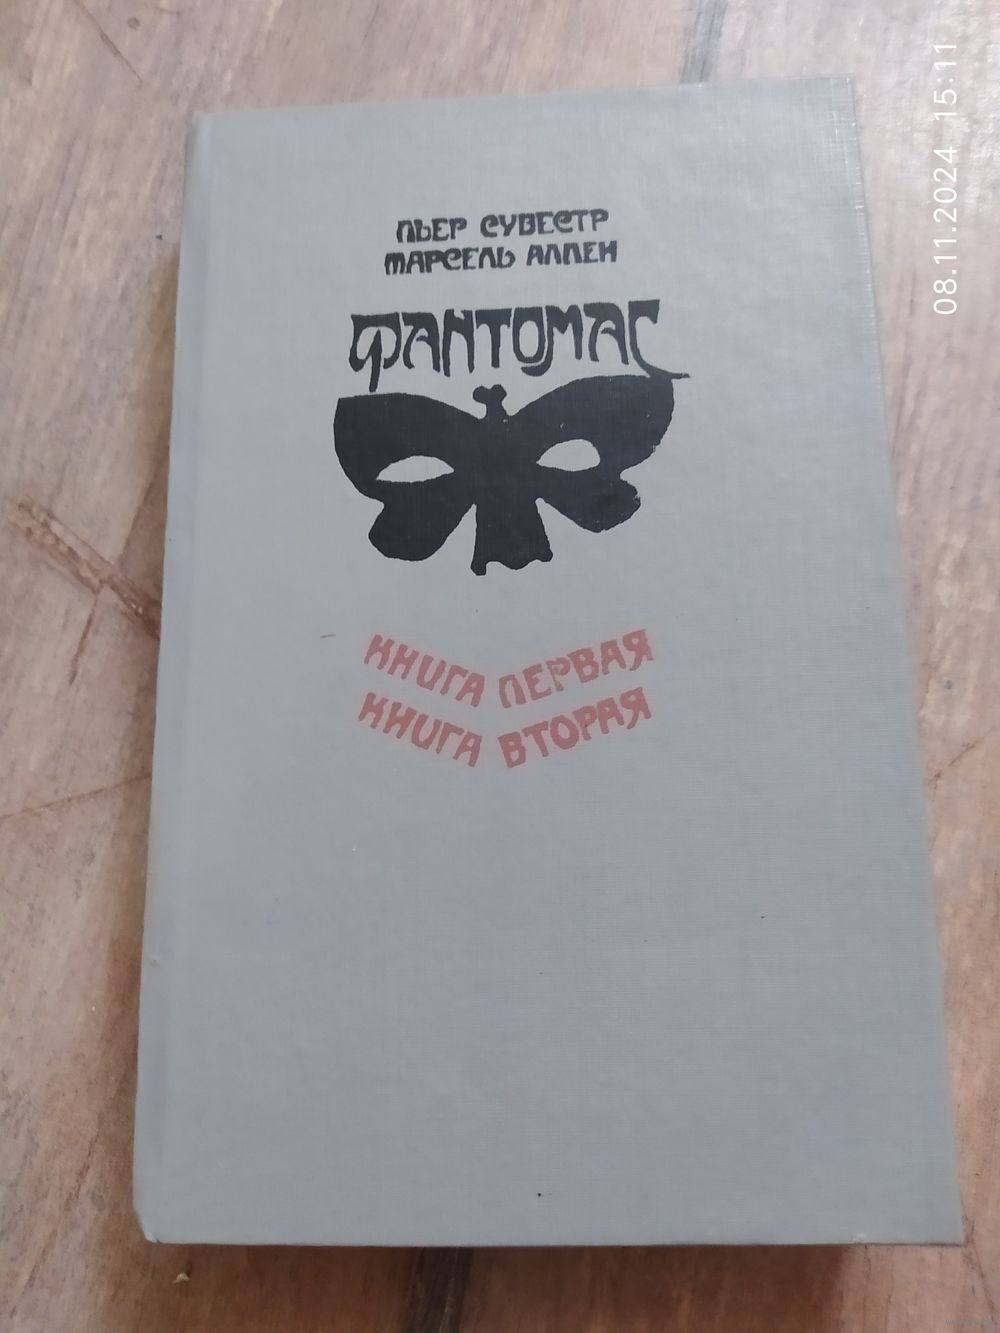 ПЬЕР СУВЕСТР
МАРСЕЛЬ АЛЛЕН
ФАНТОМАС
КНИГА ПЕРВАЯ
КНИГА ВТОРАЯ
08.11.2024 15:11